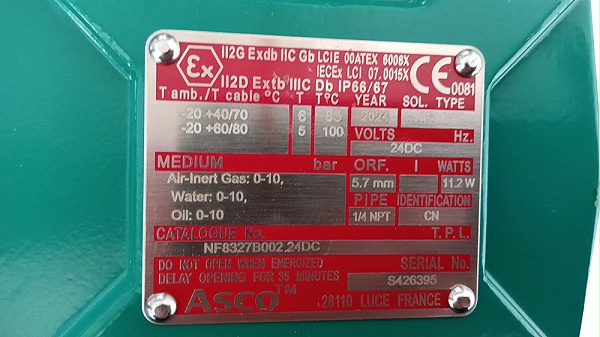 Ex II2G Exdb IIC Gb LCIE 00ATEX 6008X
IECEx LCI 07.0015X
II2D Extb IIIC Db IP66/67
CE 0081
T amb./T cable °C T T°C YEAR SOL. TYPE
-20 +40/70 6 85 2024
-20 +60/80 5 100 VOLTS Hz.
24DC
MEDIUM bar ORF. I WATTS
Air-Inert Gas: 0-10, 5.7 mm 11.2 W
Water: 0-10, PIPE IDENTIFICATION
Oil: 0-10 1/4 NPT CN
CATALOGUE No. T.P.L.
NF8327B002.24DC
DO NOT OPEN WHEN ENERGIZED SERIAL No.
DELAY OPENING FOR 35 MINUTES S426395
ASCO™ 28110 LUCE FRANCE